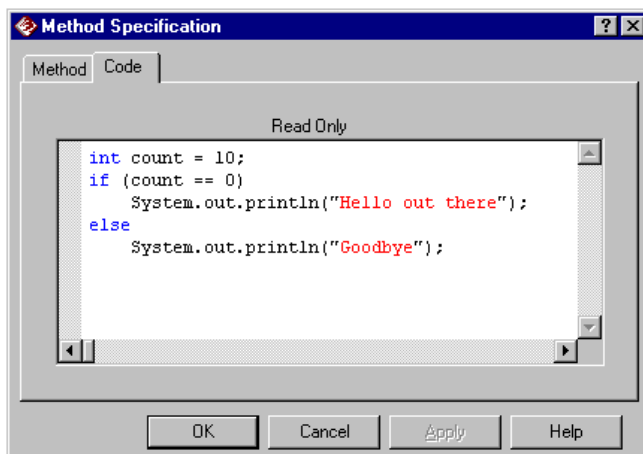 Method Specification
Method Code
Read Only
int count = 10;
if (count == 0)
    System.out.println("Hello out there");
else
    System.out.println("Goodbye");
OK Cancel Apply Help